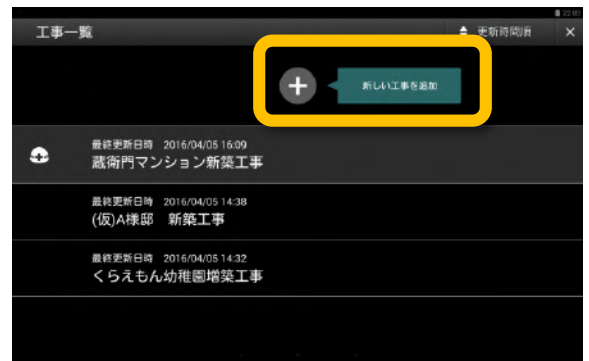 22:00
工事一覧
更新時間順
×
新しい工事を追加
最終更新日時 2016/04/05 16:09
蔵衛門マンション新築工事
最終更新日時 2016/04/05 14:38
(仮)A様邸 新築工事
最終更新日時 2016/04/05 14:32
くらえもん幼稚園増築工事